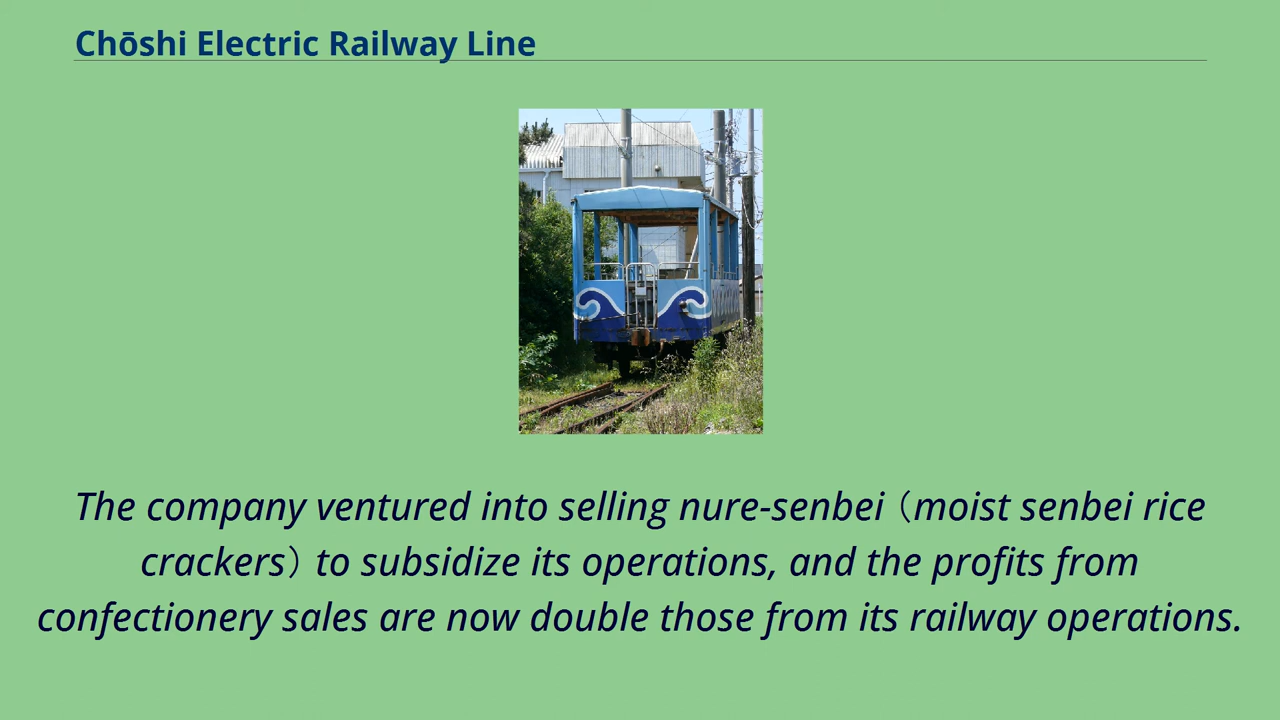 Chōshi Electric Railway Line
The company ventured into selling nure-senbei（moist senbei rice
crackers）to subsidize its operations, and the profits from
confectionery sales are now double those from its railway operations.